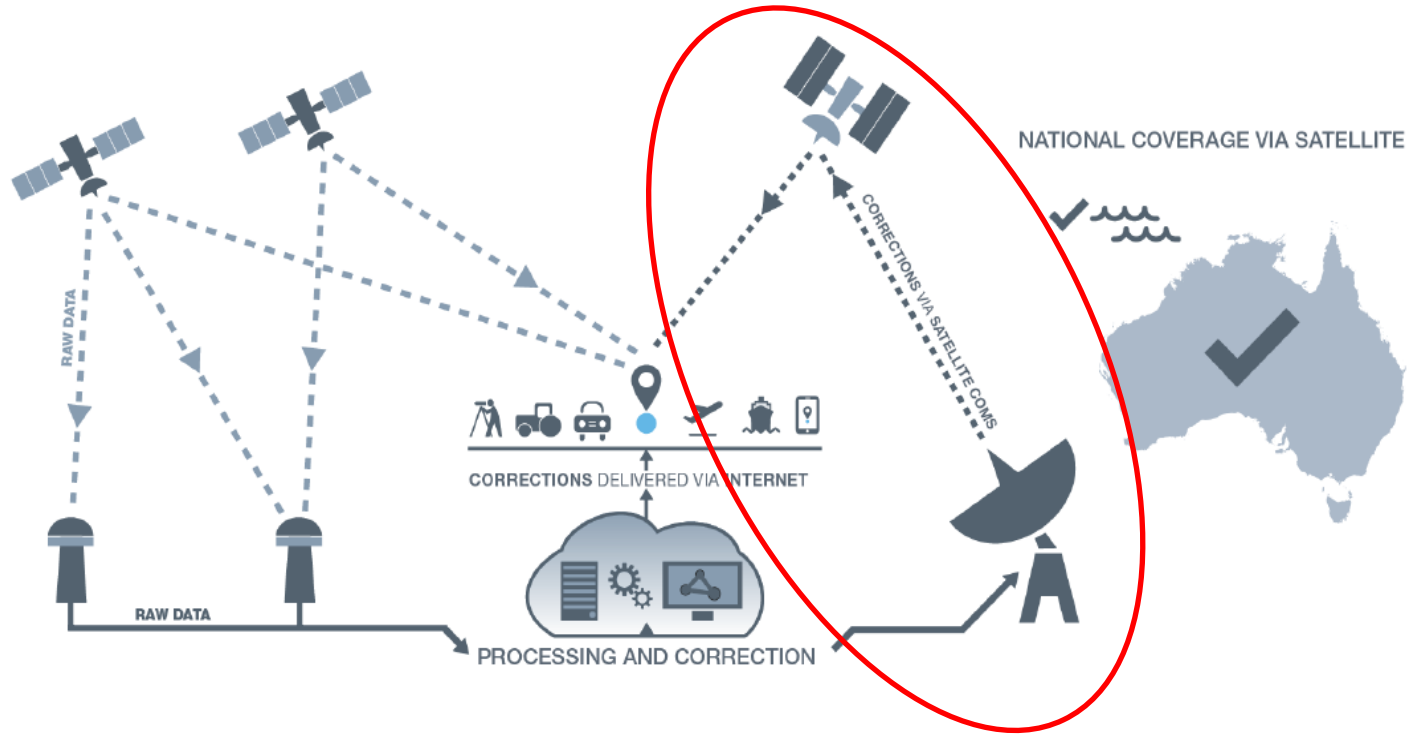 NATIONAL COVERAGE VIA SATELLITE
CORRECTIONS VIA SATELLITE COMS
RAW DATA
CORRECTIONS DELIVERED VIA INTERNET
RAW DATA
PROCESSING AND CORRECTION